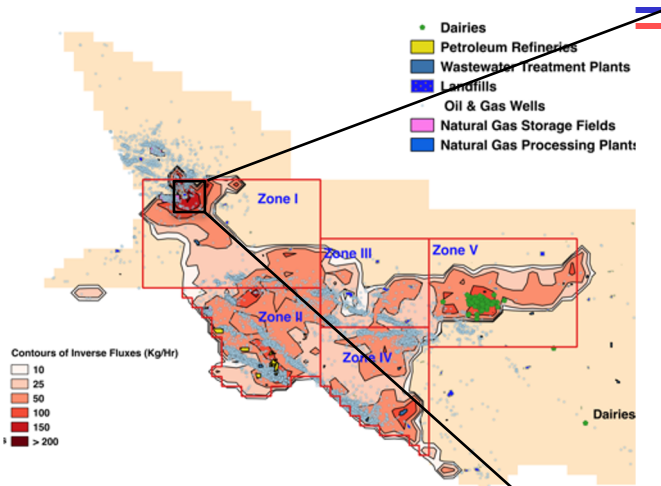 Dairies
Petroleum Refineries
Wastewater Treatment Plants
Landfills
Oil & Gas Wells
Natural Gas Storage Fields
Natural Gas Processing Plants
Zone I
Zone III
Zone V
Zone II
Zone IV
Contours of Inverse Fluxes (Kg/Hr)
10
25
50
100
150
> 200
Dairies